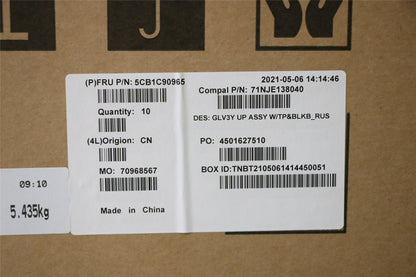 J
(P)FRU P/N: 5CB1C90965
2021-05-06 14:14:46
Compal P/N: 71NJE138040
Quantity: 10
DES: GLV3Y UP ASSY W/TP&BLKB_RUS
(4L)Origion: CN
PO: 4501627510
MO: 70968567
BOX ID:TNBT2105061414450051
Made in China
09:10
5.435kg